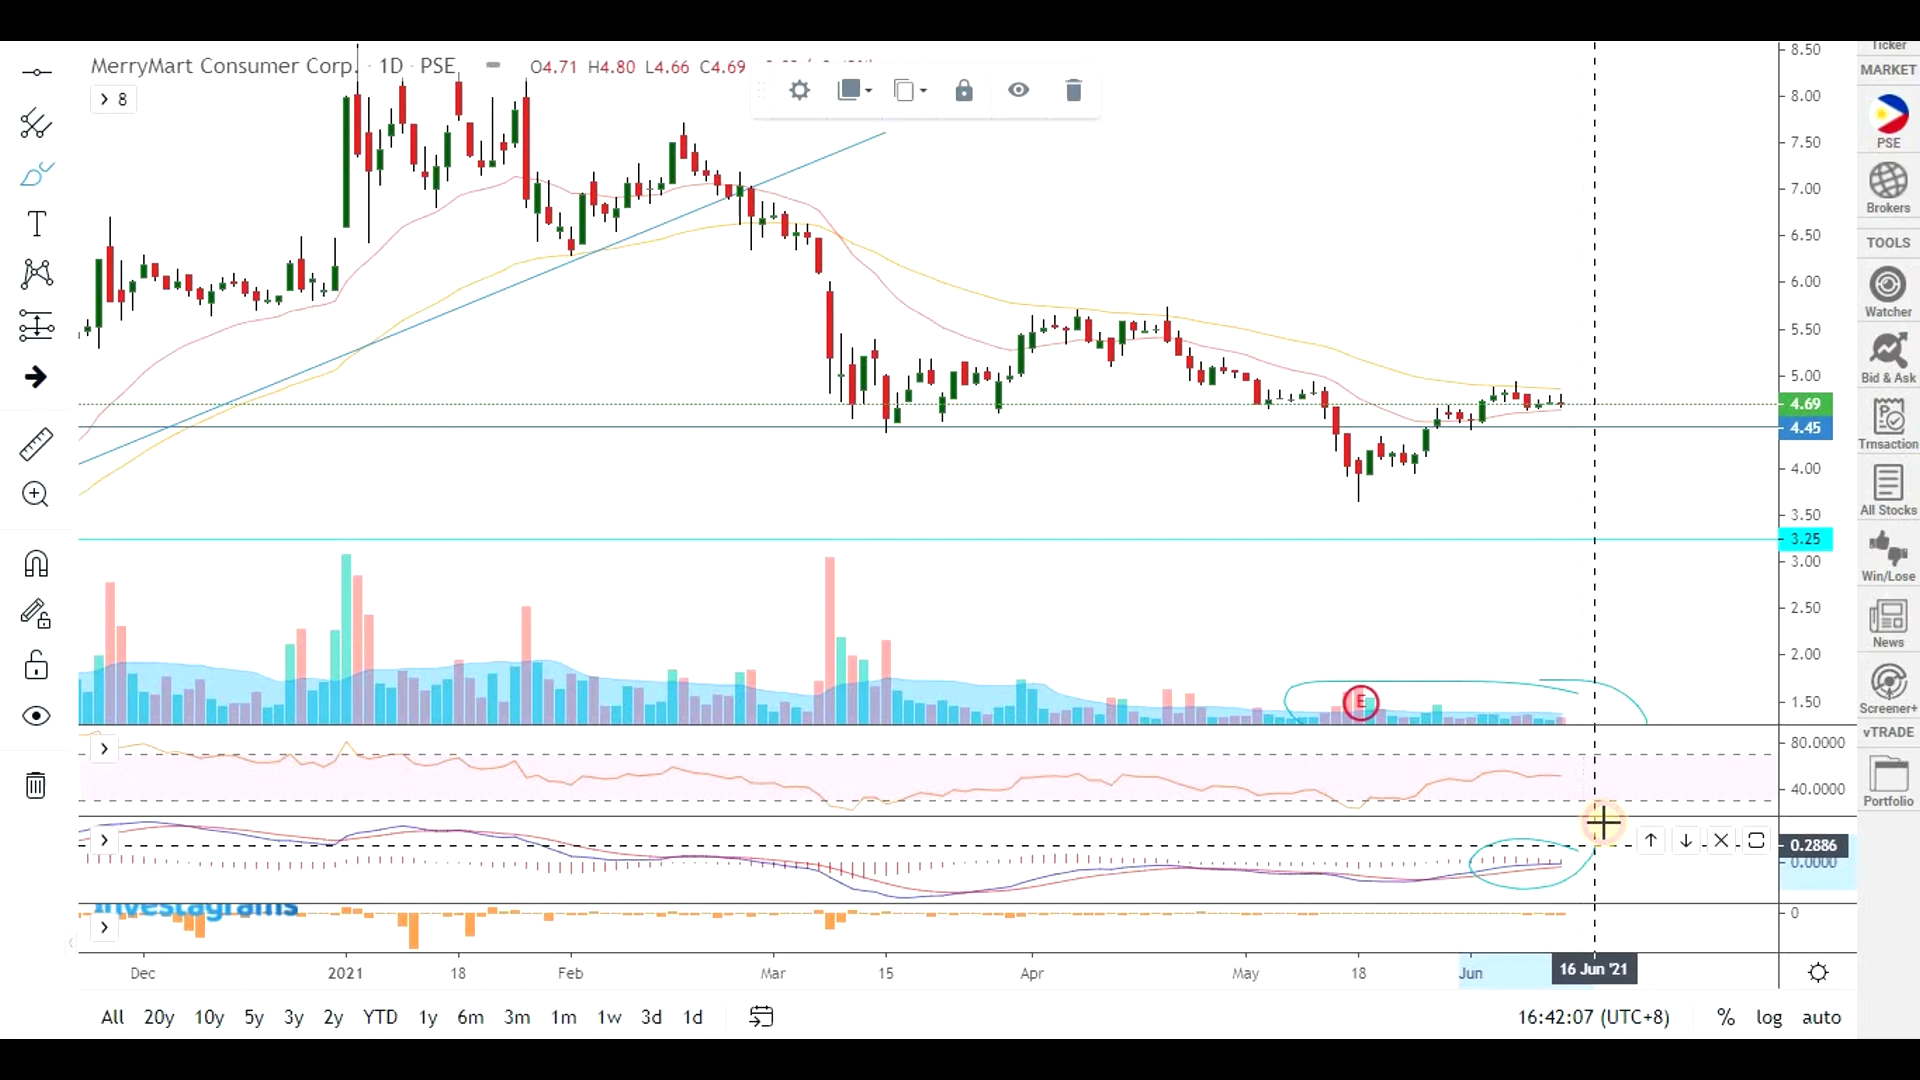 MerryMart Consumer Corp. · 1D · PSE O4.71 H4.80 L4.66 C4.69
8
8.50
8.00
7.50
7.00
6.50
6.00
5.50
5.00
4.69
4.45
4.00
3.50
3.25
3.00
2.50
2.00
1.50
E
80.0000
40.0000
0.2886
0.0000
Investagrams
0
Dec 2021 18 Feb Mar 15 Apr May 18 Jun 16 Jun '21
All 20y 10y 5y 3y 2y YTD 1y 6m 3m 1m 1w 3d 1d
16:42:07 (UTC+8) % log auto
Ticker
MARKET
PSE
Brokers
TOOLS
Watcher
Bid & Ask
Trnsaction
All Stocks
Win/Lose
News
Screener+
vTRADE
Portfolio